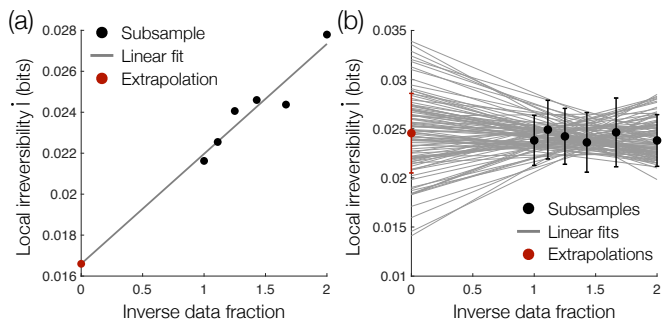 (a)
Local irreversibility İ (bits)
0.028
0.026
0.024
0.022
0.02
0.018
0.016
Subsample
Linear fit
Extrapolation
0
0.5
1
1.5
2
Inverse data fraction
(b)
Local irreversibility İ (bits)
0.035
0.03
0.025
0.02
0.015
0.01
Subsamples
Linear fits
Extrapolations
0
0.5
1
1.5
2
Inverse data fraction